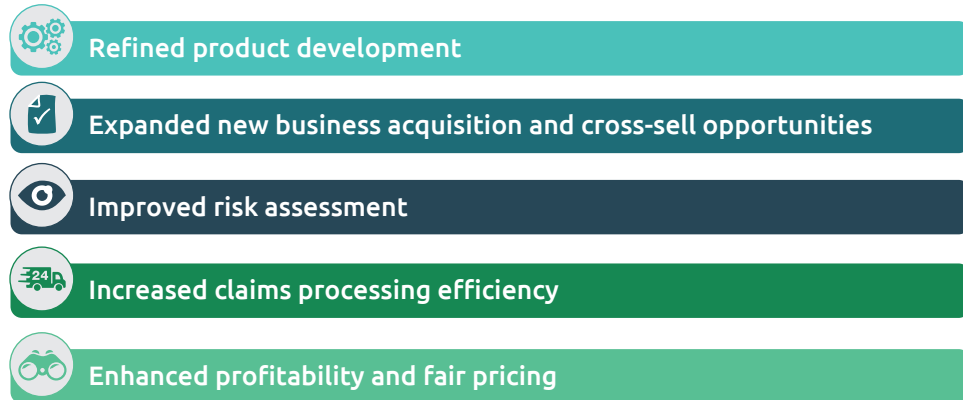 Refined product development
Expanded new business acquisition and cross-sell opportunities
Improved risk assessment
24
Increased claims processing efficiency
Enhanced profitability and fair pricing